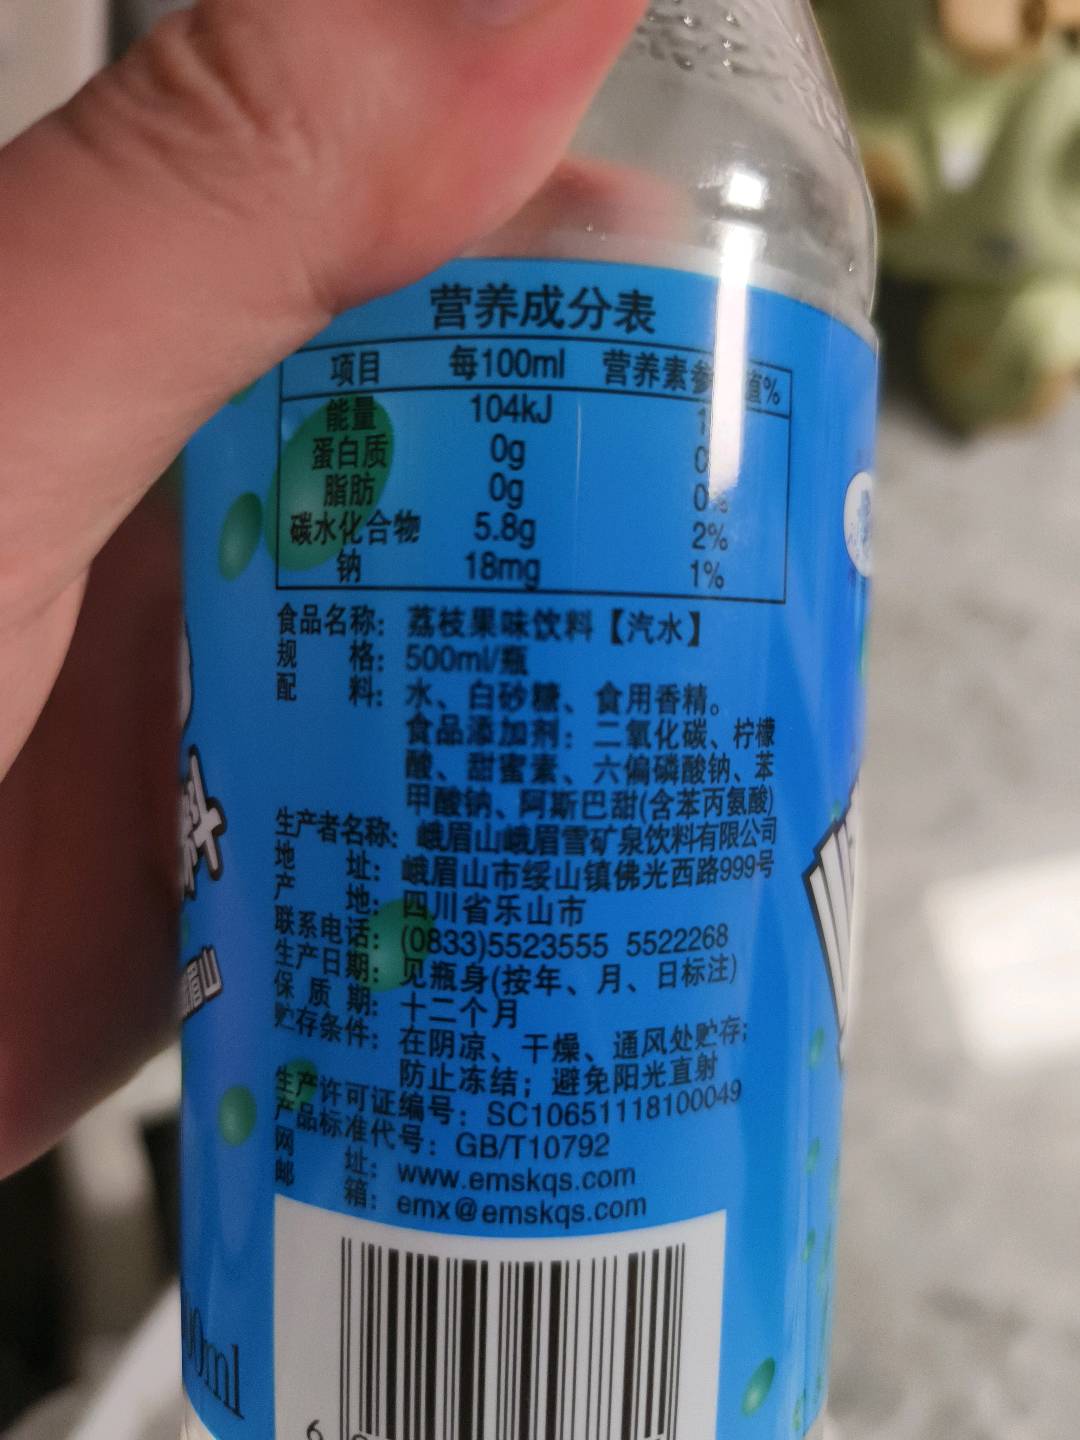 营养成分表
项目 每100ml 营养素参 值%
能量 104kJ
蛋白质 0g
脂肪 0g 0%
碳水化合物 5.8g 2%
钠 18mg 1%
食品名称：荔枝果味饮料【汽水】
规 格：500ml/瓶
配 料：水、白砂糖、食用香精。
食品添加剂：二氧化碳、柠檬
酸、甜蜜素、六偏磷酸钠、苯
甲酸钠、阿斯巴甜(含苯丙氨酸)
生产者名称：峨眉山峨眉雪矿泉饮料有限公司
地 址：峨眉山市绥山镇佛光西路999号
产 地：四川省乐山市
联系电话：(0833)5523555 5522268
生产日期：见瓶身(按年、月、日标注)
保 质 期：十二个月
贮存条件：在阴凉、干燥、通风处贮存；
防止冻结；避免阳光直射
生产许可证编号：SC10651118100049
产品标准代号：GB/T10792
网 址：www.emskqs.com
邮 箱：emx@emskqs.com
料
眉山
00ml
6